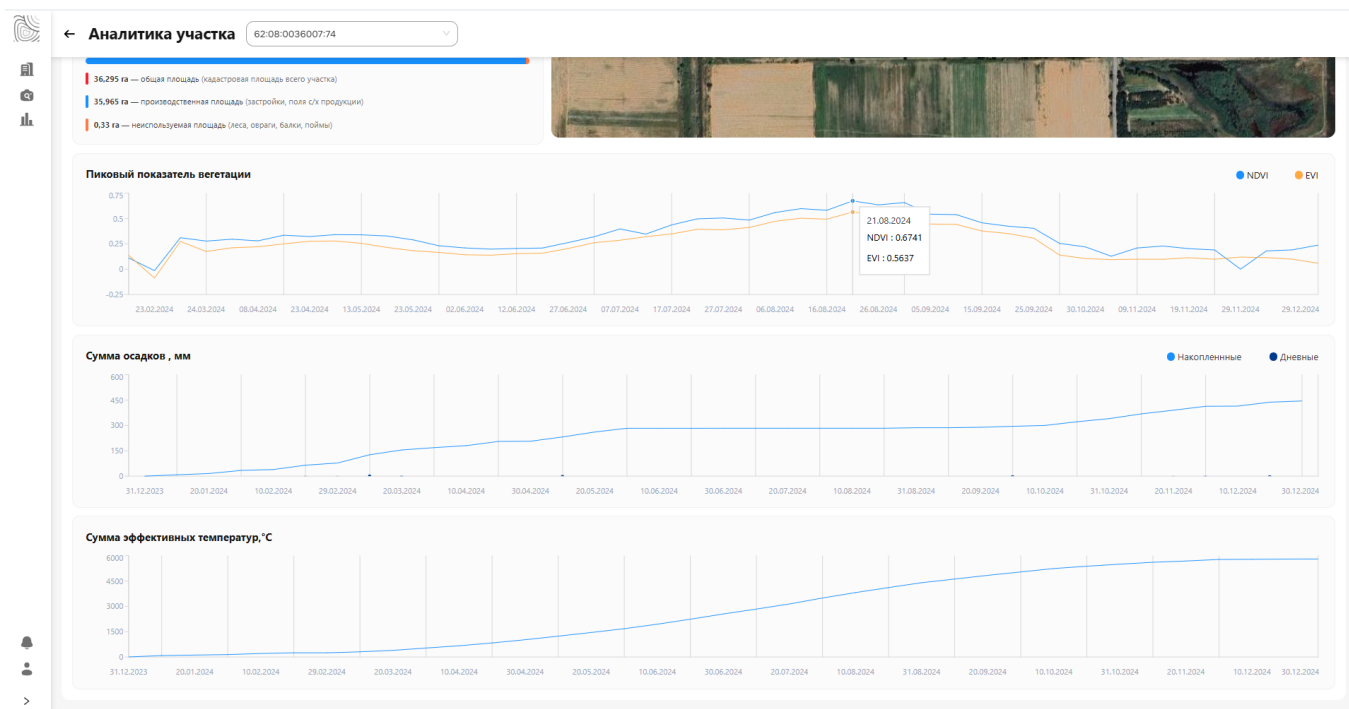 Аналитика участка 62:08:0036007:74
36,295 га — общая площадь (кадастровая площадь всего участка)
35,965 га — производственная площадь (застройки, поля с/х продукции)
0,33 га — неиспользуемая площадь (леса, овраги, балки, поймы)
Пиковый показатель вегетации
NDVI EVI
0.75
0.5
0.25
0
-0.25
21.08.2024
NDVI : 0.6741
EVI : 0.5637
23.02.2024 24.03.2024 08.04.2024 23.04.2024 13.05.2024 23.05.2024 02.06.2024 12.06.2024 27.06.2024 07.07.2024 17.07.2024 27.07.2024 06.08.2024 16.08.2024 26.08.2024 05.09.2024 15.09.2024 25.09.2024 30.10.2024 09.11.2024 19.11.2024 29.11.2024 29.12.2024
Сумма осадков , мм
Накопленнные Дневные
600
450
300
150
0
31.12.2023 20.01.2024 10.02.2024 29.02.2024 20.03.2024 10.04.2024 30.04.2024 20.05.2024 10.06.2024 30.06.2024 20.07.2024 10.08.2024 31.08.2024 20.09.2024 10.10.2024 31.10.2024 20.11.2024 10.12.2024 30.12.2024
Сумма эффективных температур,°C
6000
4500
3000
1500
0
31.12.2023 20.01.2024 10.02.2024 29.02.2024 20.03.2024 10.04.2024 30.04.2024 20.05.2024 10.06.2024 30.06.2024 20.07.2024 10.08.2024 31.08.2024 20.09.2024 10.10.2024 31.10.2024 20.11.2024 10.12.2024 30.12.2024